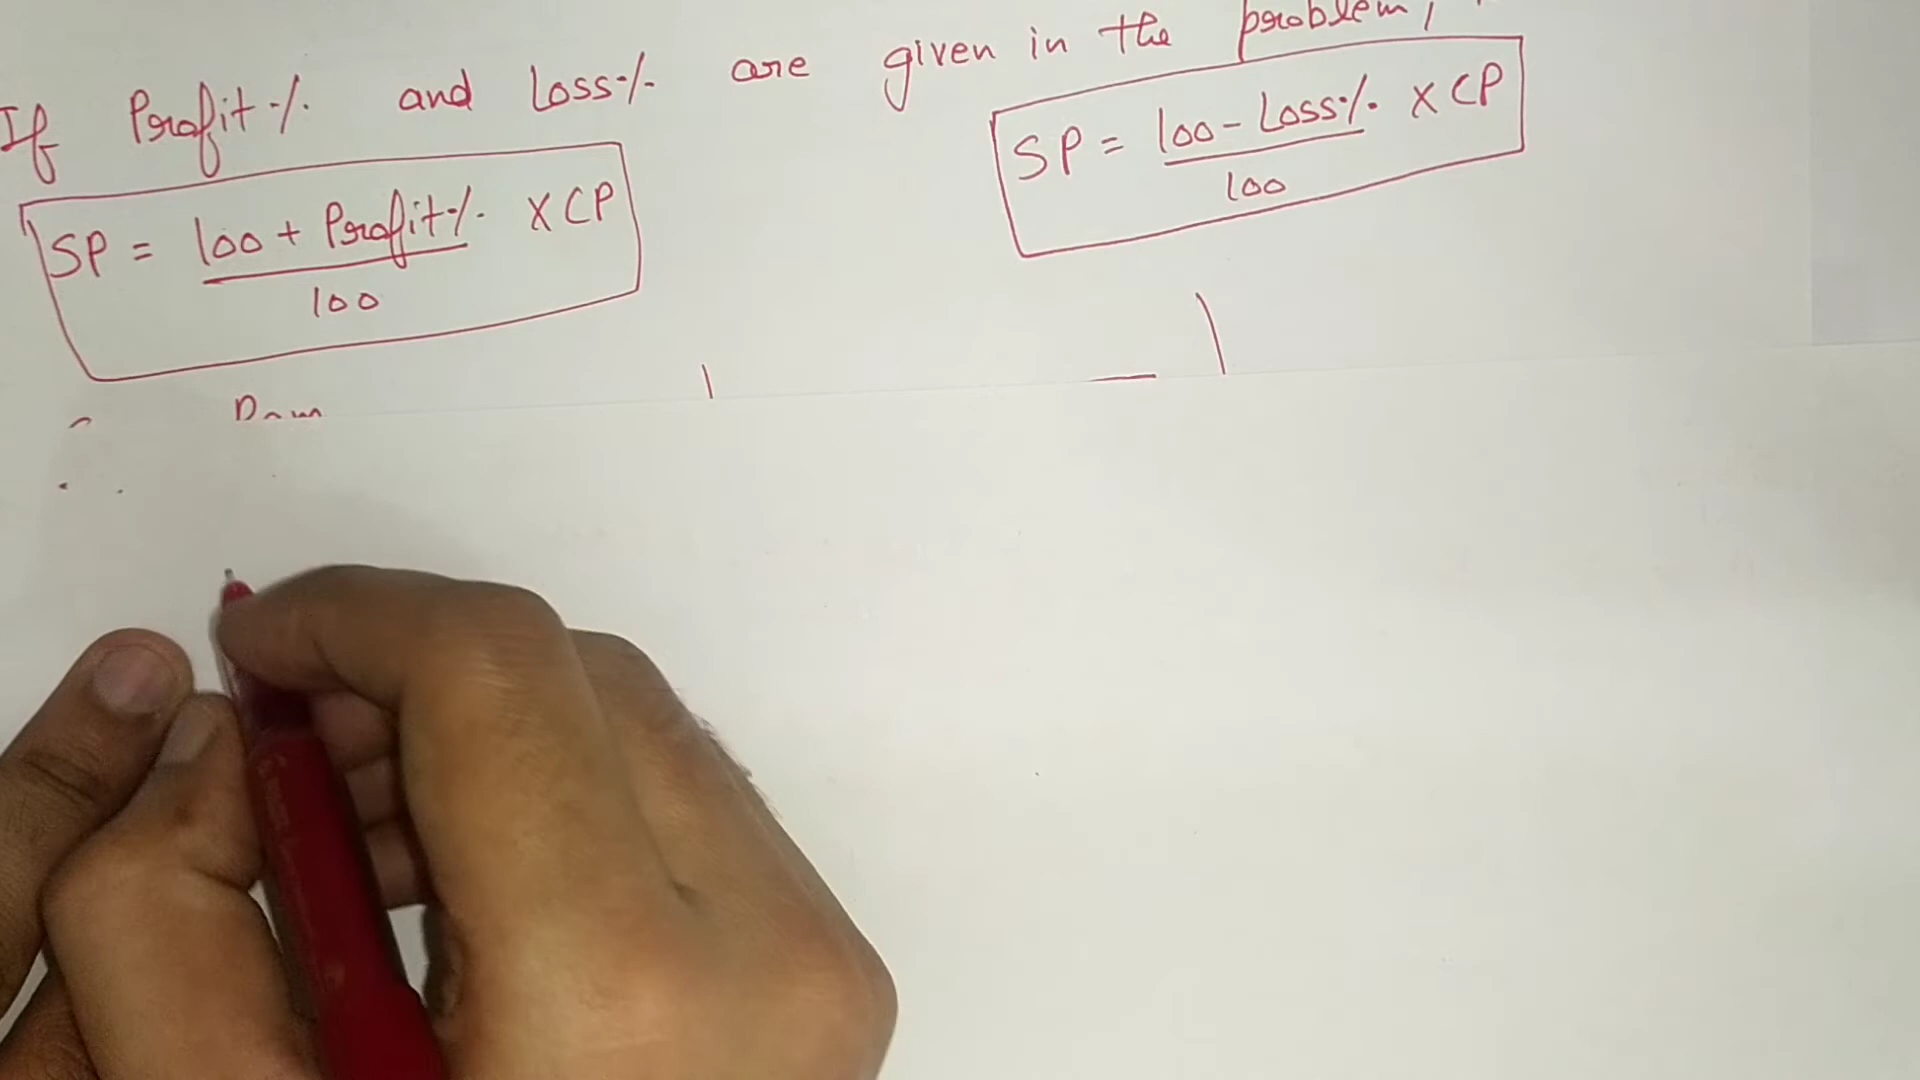 If Profit% and Loss% are given in the problem,
SP = 100 + Profit% / 100 X CP
SP = 100 - Loss% / 100 X CP